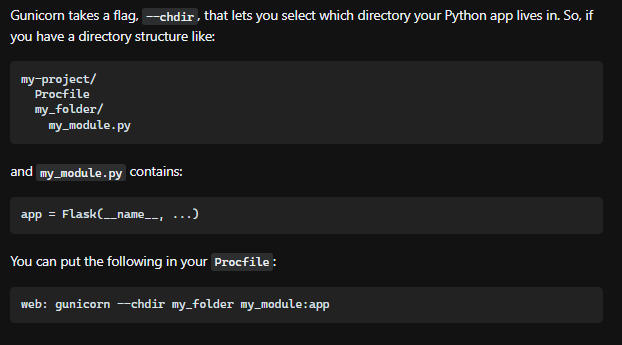 Gunicorn takes a flag, --chdir, that lets you select which directory your Python app lives in. So, if
you have a directory structure like:
my-project/
  Procfile
  my_folder/
    my_module.py
and my_module.py contains:
app = Flask(__name__, ...)
You can put the following in your Procfile:
web: gunicorn --chdir my_folder my_module:app